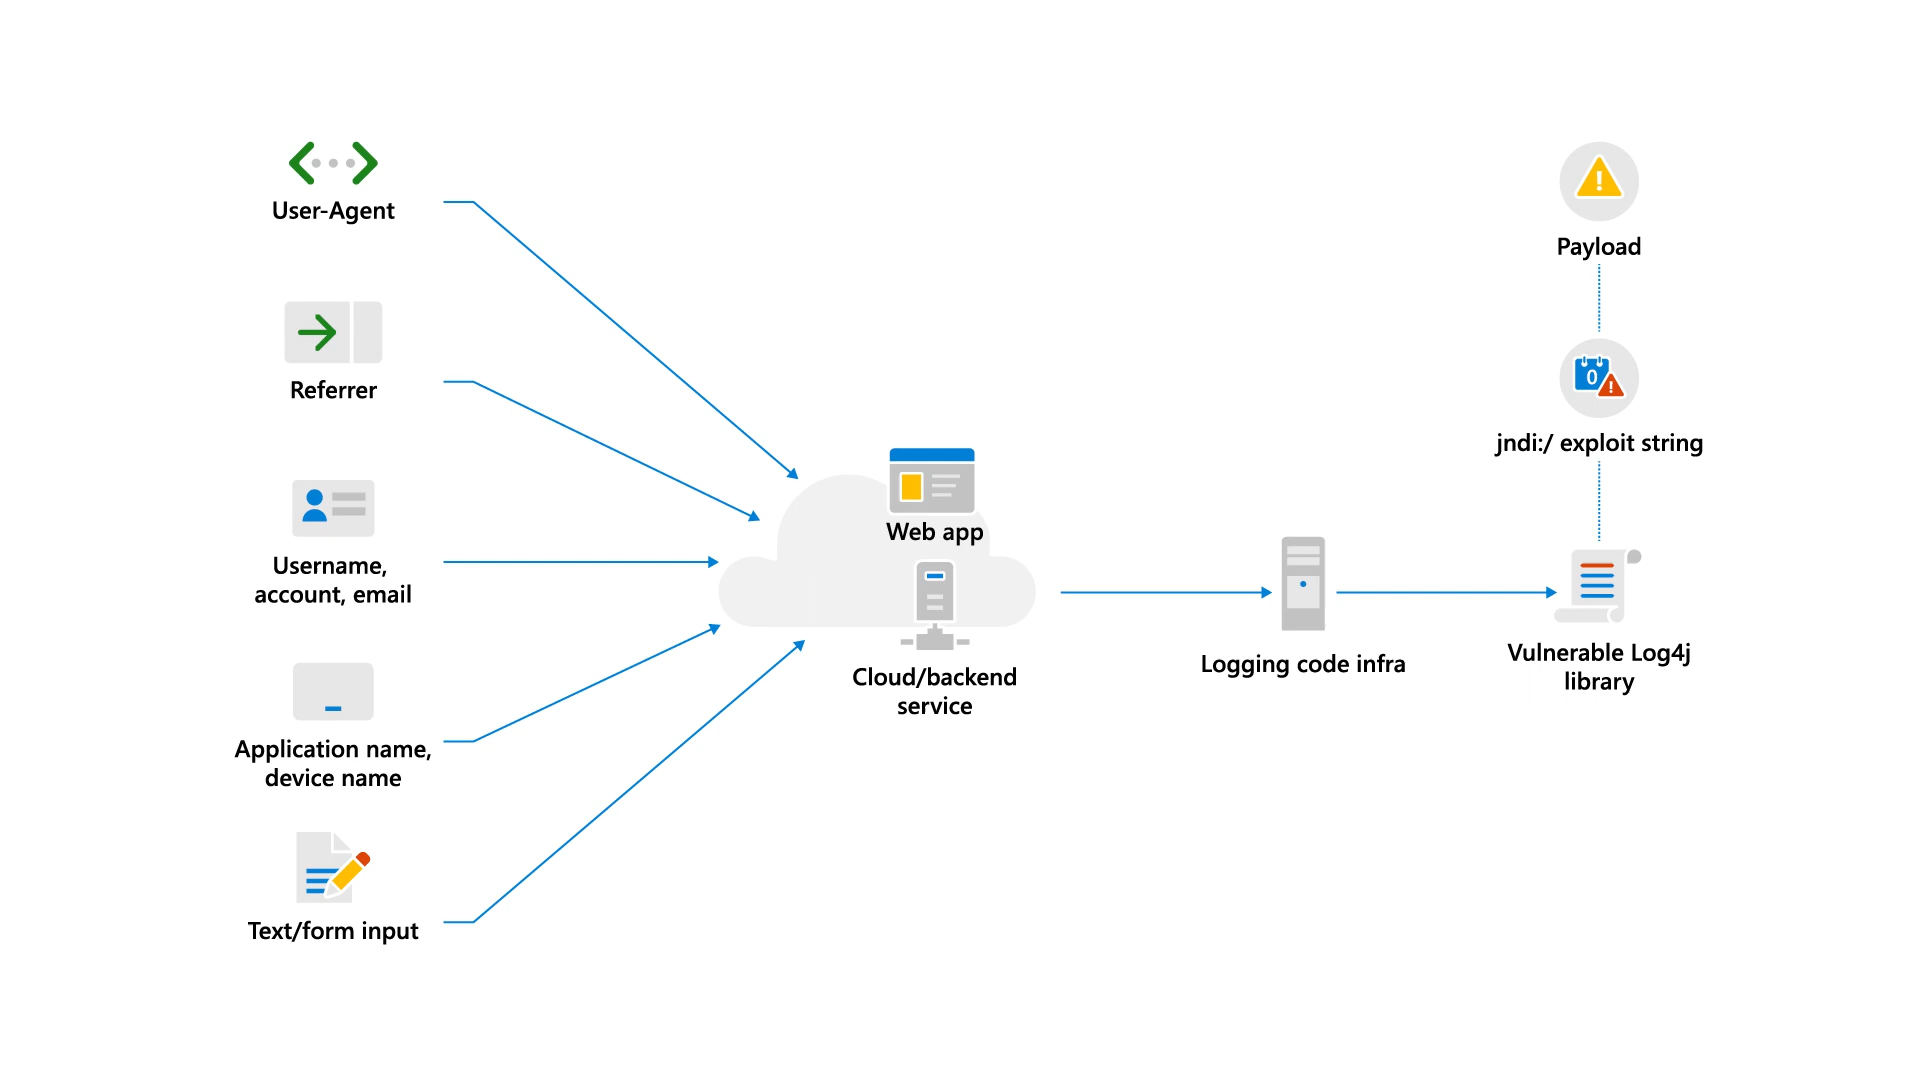 User-Agent
Referrer
Username,
account, email
Application name,
device name
Text/form input
Web app
Cloud/backend
service
Logging code infra
Payload
0
jndi:/ exploit string
Vulnerable Log4j
library